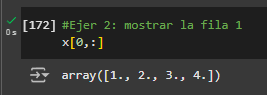 [172] #Ejer 2: mostrar la fila 1
0s x[0,:]
array([1., 2., 3., 4.])